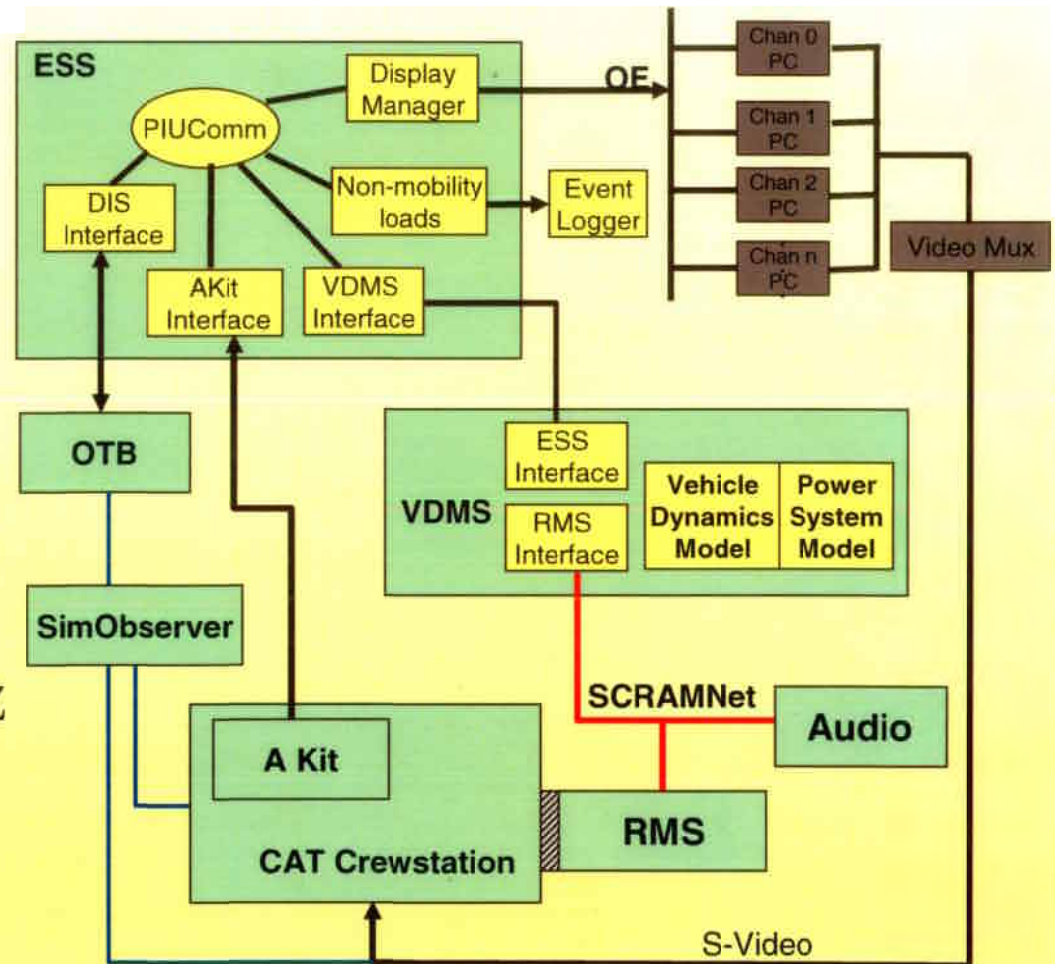 ESS
Display
Manager
PIUComm
OE
Chan 0
PC
Chan 1
PC
Chan 2
PC
Chan n
PC
Video Mux
DIS
Interface
Non-mobility
loads
Event
Logger
AKit
Interface
VDMS
Interface
OTB
ESS
Interface
VDMS
RMS
Interface
Vehicle
Dynamics
Model
Power
System
Model
SimObserver
z
SCRAMNet
Audio
A Kit
RMS
CAT Crewstation
S-Video